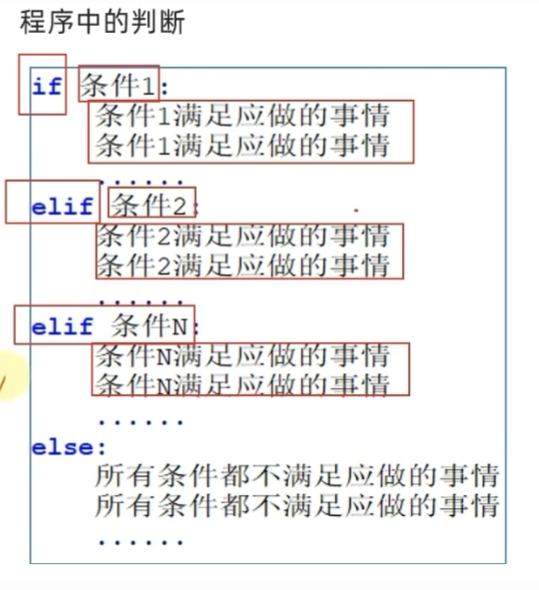 程序中的判断
if 条件1:
条件1满足应做的事情
条件1满足应做的事情
......
elif 条件2:
条件2满足应做的事情
条件2满足应做的事情
......
elif 条件N:
条件N满足应做的事情
条件N满足应做的事情
......
else:
所有条件都不满足应做的事情
所有条件都不满足应做的事情
......